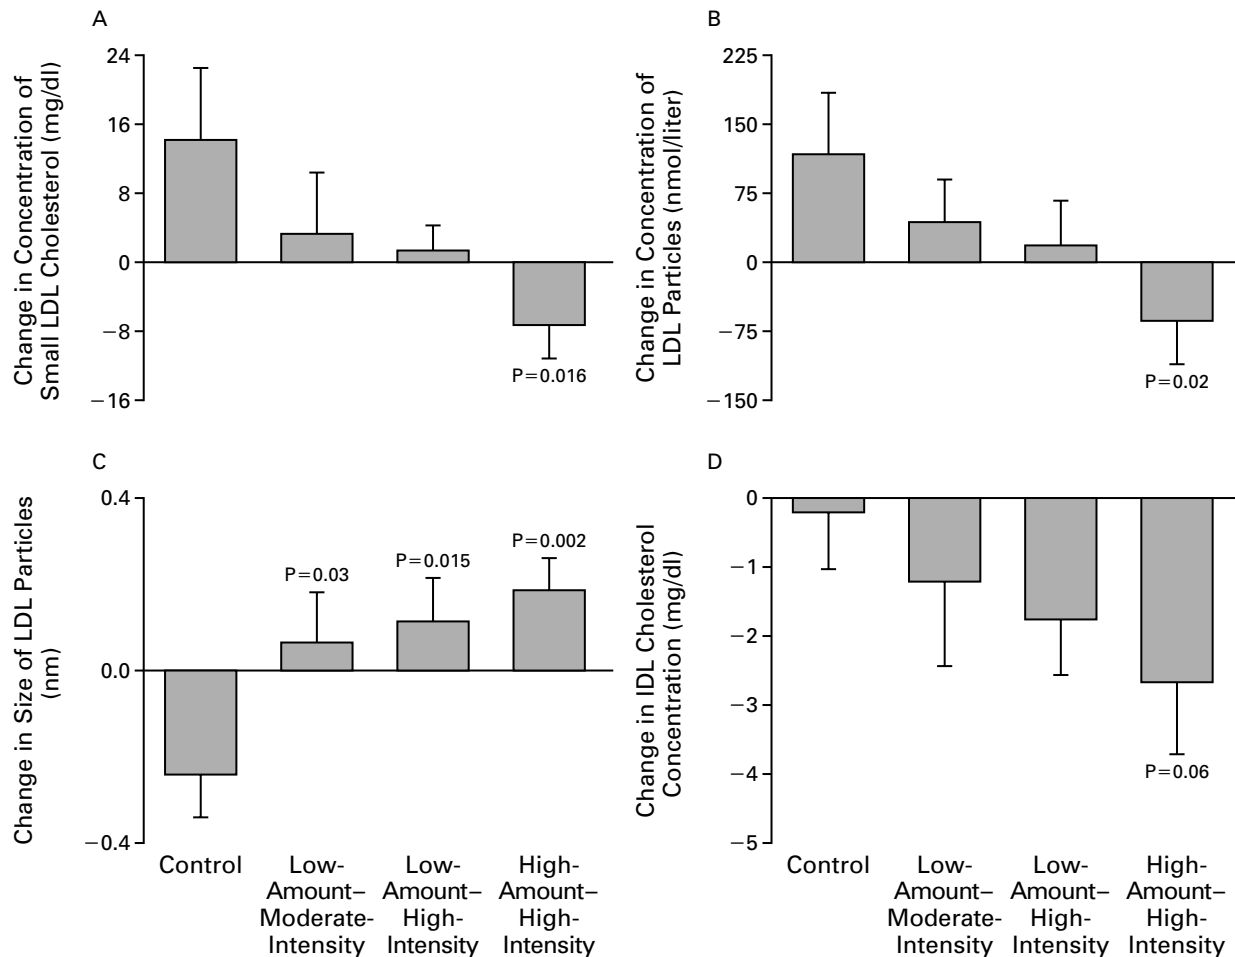 A
Change in Concentration of
Small LDL Cholesterol (mg/dl)
24
16
8
0
−8
−16
P=0.016
B
Change in Concentration of
LDL Particles (nmol/liter)
225
150
75
0
−75
−150
P=0.02
C
Change in Size of LDL Particles
(nm)
0.4
0.0
−0.4
P=0.03
P=0.015
P=0.002
Control
Low-
Amount–
Moderate-
Intensity
Low-
Amount–
High-
Intensity
High-
Amount–
High-
Intensity
D
Change in IDL Cholesterol
Concentration (mg/dl)
0
−1
−2
−3
−4
−5
P=0.06
Control
Low-
Amount–
Moderate-
Intensity
Low-
Amount–
High-
Intensity
High-
Amount–
High-
Intensity